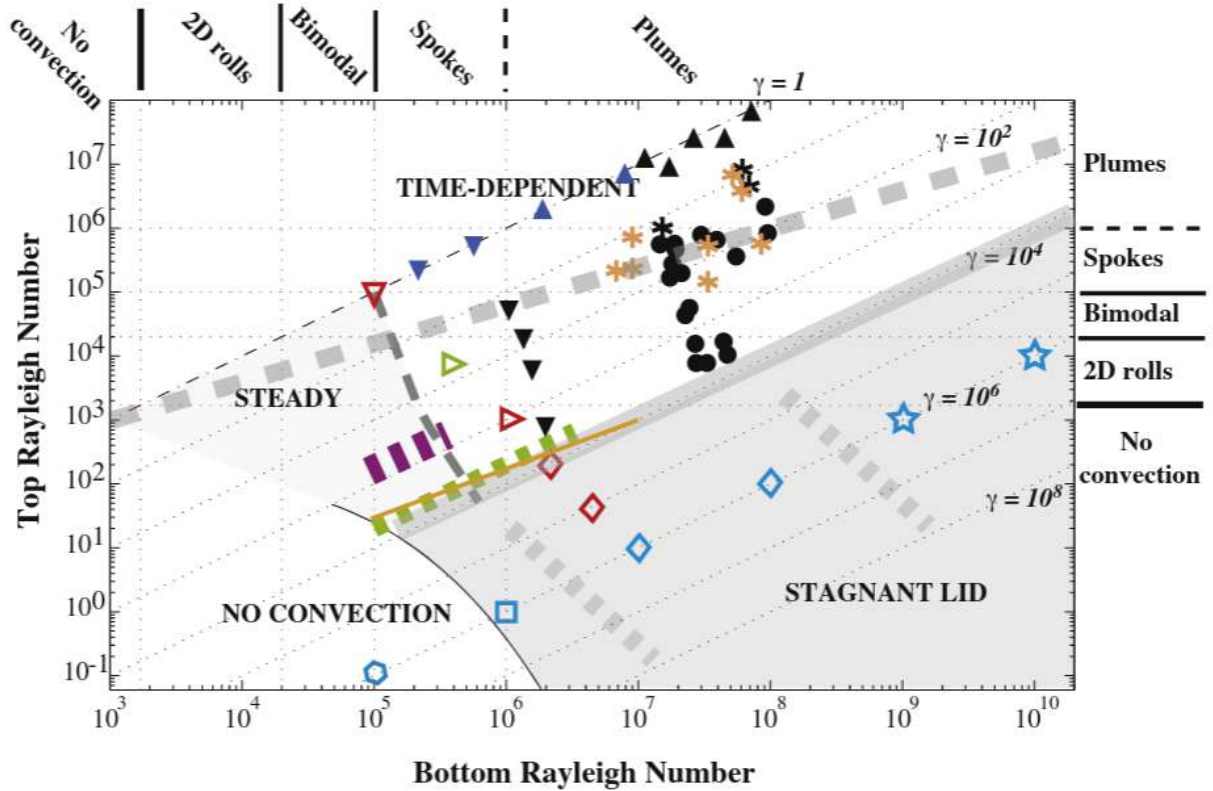 No
convection
2D rolls
Bimodal
Spokes
Plumes
γ = 1
γ = 10²
γ = 10⁴
γ = 10⁶
γ = 10⁸
TIME-DEPENDENT
STEADY
NO CONVECTION
STAGNANT LID
Plumes
Spokes
Bimodal
2D rolls
No
convection
Top Rayleigh Number
10⁷
10⁶
10⁵
10⁴
10³
10²
10¹
10⁰
10⁻¹
10³ 10⁴ 10⁵ 10⁶ 10⁷ 10⁸ 10⁹ 10¹⁰
Bottom Rayleigh Number